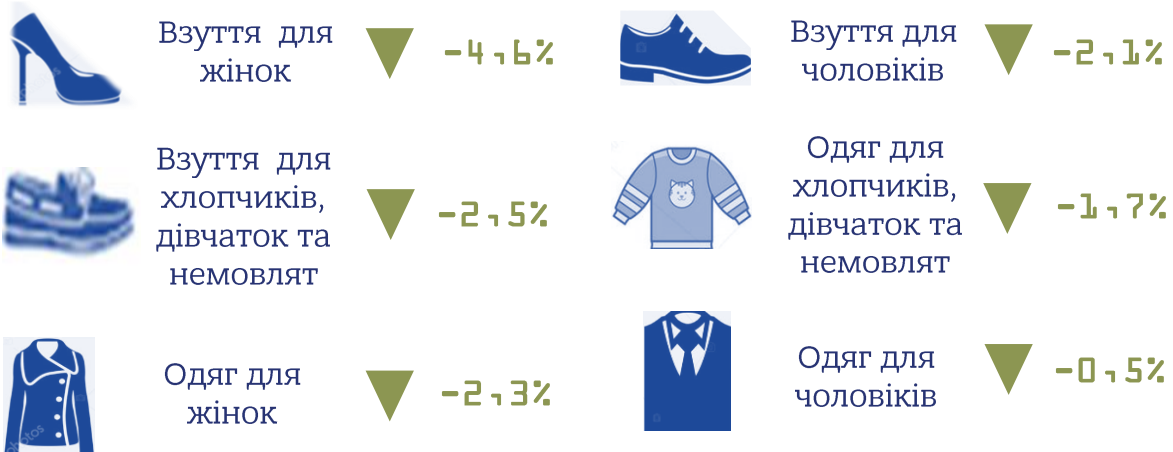 Взуття для
жінок
-4,6%
Взуття для
чоловіків
-2,1%
Взуття для
хлопчиків,
дівчаток та
немовлят
-2,5%
Одяг для
хлопчиків,
дівчаток та
немовлят
-1,7%
Одяг для
жінок
-2,3%
Одяг для
чоловіків
-0,5%
photos